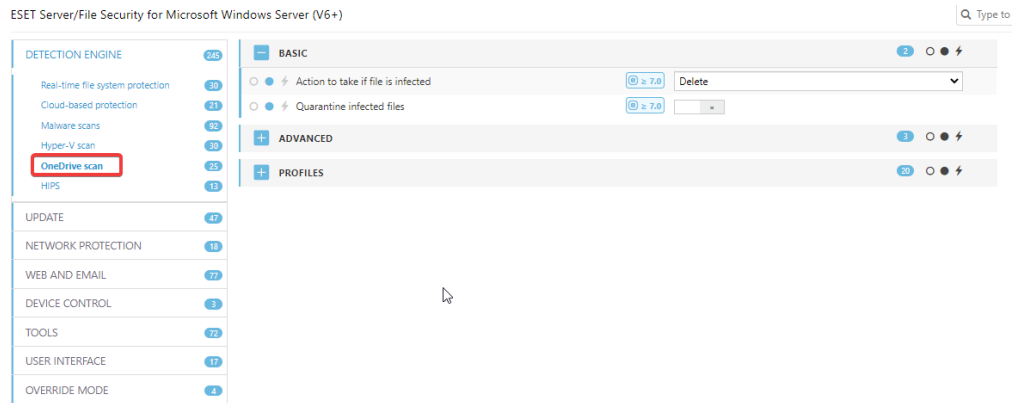 ESET Server/File Security for Microsoft Windows Server (V6+)
Type to
DETECTION ENGINE 245
Real-time file system protection 30
Cloud-based protection 21
Malware scans 92
Hyper-V scan 30
OneDrive scan 25
HIPS 13
UPDATE 47
NETWORK PROTECTION 18
WEB AND EMAIL 77
DEVICE CONTROL 3
TOOLS 72
USER INTERFACE 17
OVERRIDE MODE 4
BASIC 2
Action to take if file is infected ≥ 7.0 Delete
Quarantine infected files ≥ 7.0
ADVANCED 3
PROFILES 20